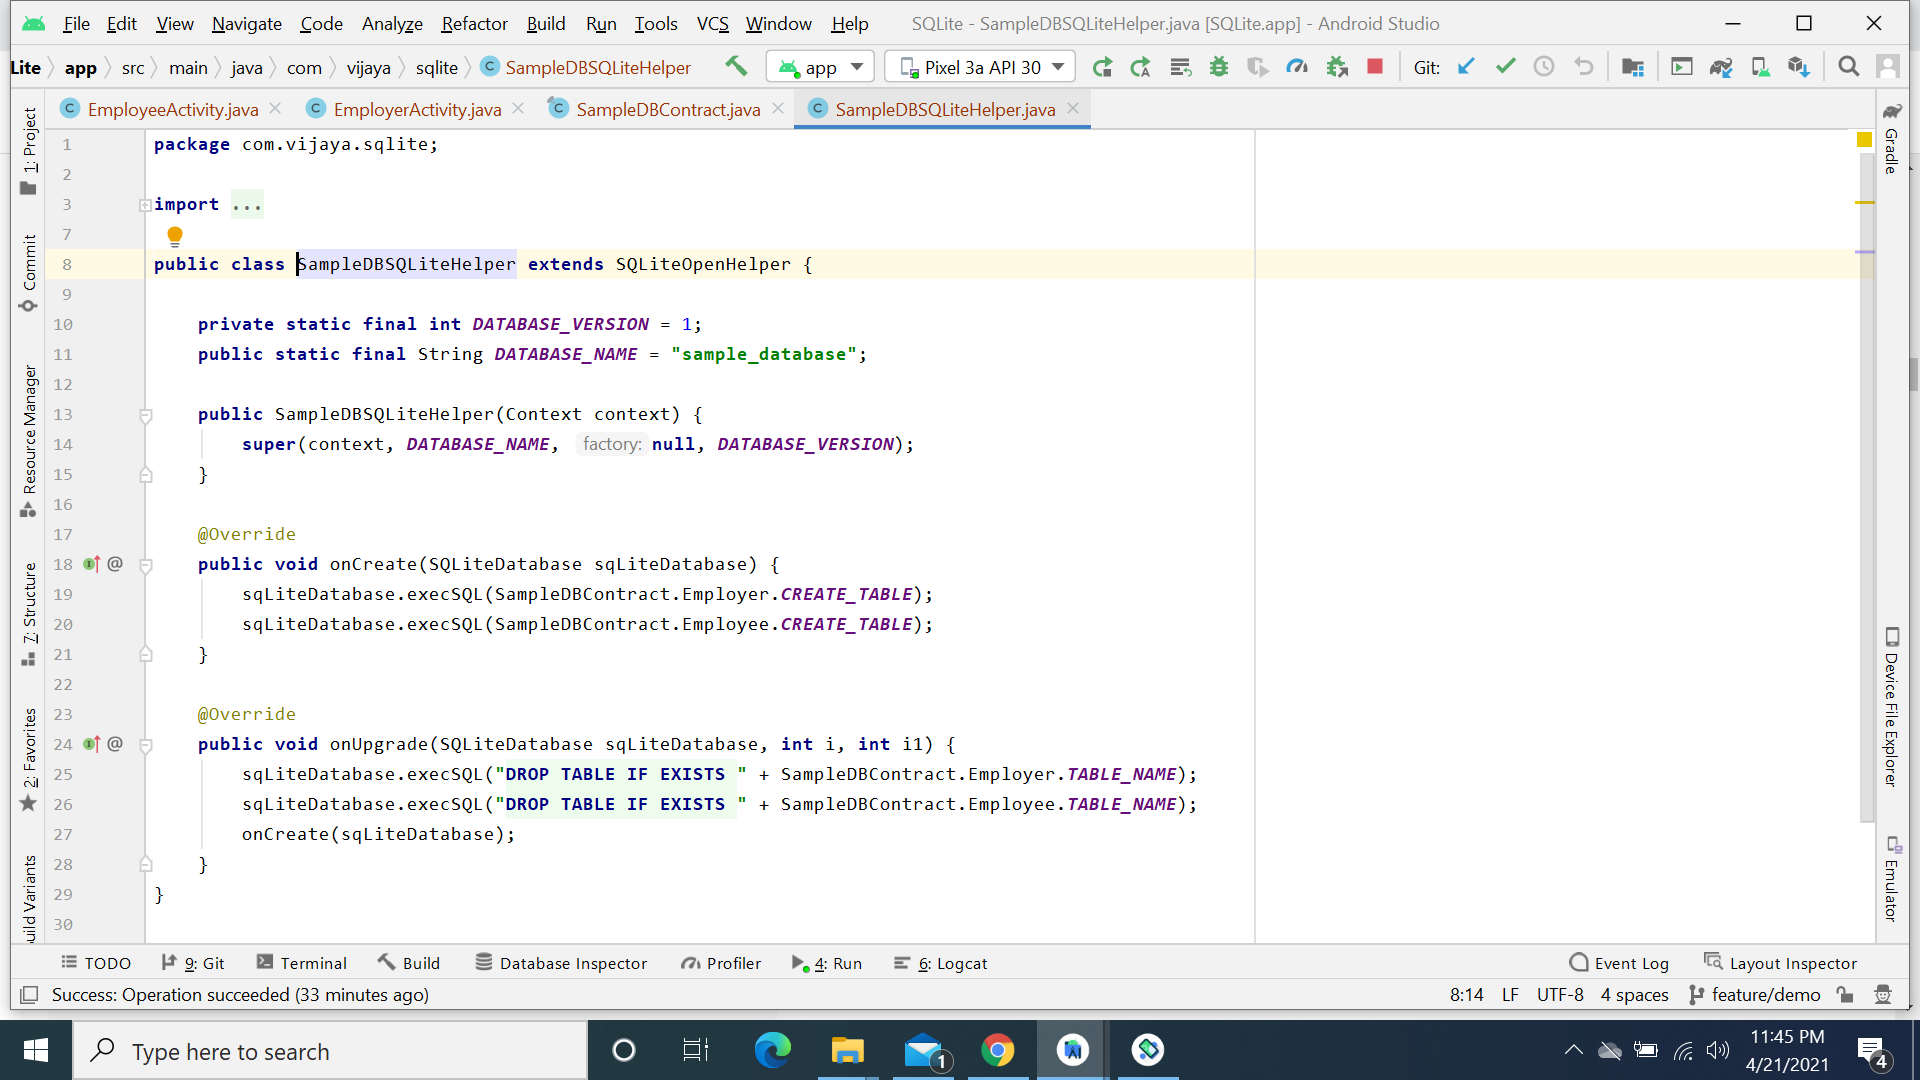 File Edit View Navigate Code Analyze Refactor Build Run Tools VCS Window Help SQLite - SampleDBSQLiteHelper.java [SQLite.app] - Android Studio
Lite app src main java com vijaya sqlite SampleDBSQLiteHelper app Pixel 3a API 30 Git:
EmployeeActivity.java EmployerActivity.java SampleDBContract.java SampleDBSQLiteHelper.java
1: Project
Commit
Resource Manager
7: Structure
2: Favorites
uild Variants
1 package com.vijaya.sqlite;
2
3 import ...
7
8 public class SampleDBSQLiteHelper extends SQLiteOpenHelper {
9
10 private static final int DATABASE_VERSION = 1;
11 public static final String DATABASE_NAME = "sample_database";
12
13 public SampleDBSQLiteHelper(Context context) {
14 super(context, DATABASE_NAME, factory: null, DATABASE_VERSION);
15 }
16
17 @Override
18 public void onCreate(SQLiteDatabase sqLiteDatabase) {
19 sqLiteDatabase.execSQL(SampleDBContract.Employer.CREATE_TABLE);
20 sqLiteDatabase.execSQL(SampleDBContract.Employee.CREATE_TABLE);
21 }
22
23 @Override
24 public void onUpgrade(SQLiteDatabase sqLiteDatabase, int i, int i1) {
25 sqLiteDatabase.execSQL("DROP TABLE IF EXISTS " + SampleDBContract.Employer.TABLE_NAME);
26 sqLiteDatabase.execSQL("DROP TABLE IF EXISTS " + SampleDBContract.Employee.TABLE_NAME);
27 onCreate(sqLiteDatabase);
28 }
29 }
30
Gradle
Device File Explorer
Emulator
TODO 9: Git Terminal Build Database Inspector Profiler 4: Run 6: Logcat Event Log Layout Inspector
Success: Operation succeeded (33 minutes ago) 8:14 LF UTF-8 4 spaces feature/demo
Type here to search 1 11:45 PM 4
4/21/2021